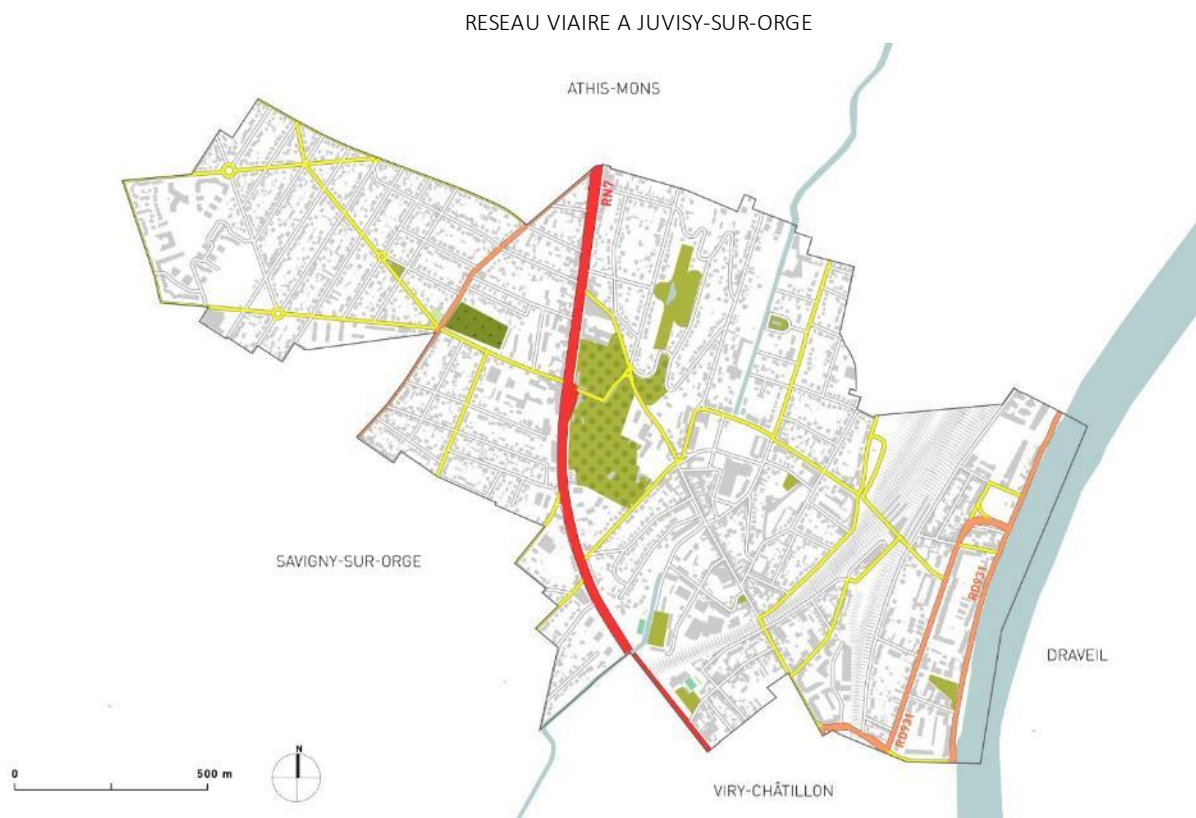 RESEAU VIAIRE A JUVISY-SUR-ORGE
ATHIS-MONS
RN7
SAVIGNY-SUR-ORGE
RD931
DRAVEIL
RD931
N
0 500 m
VIRY-CHÂTILLON